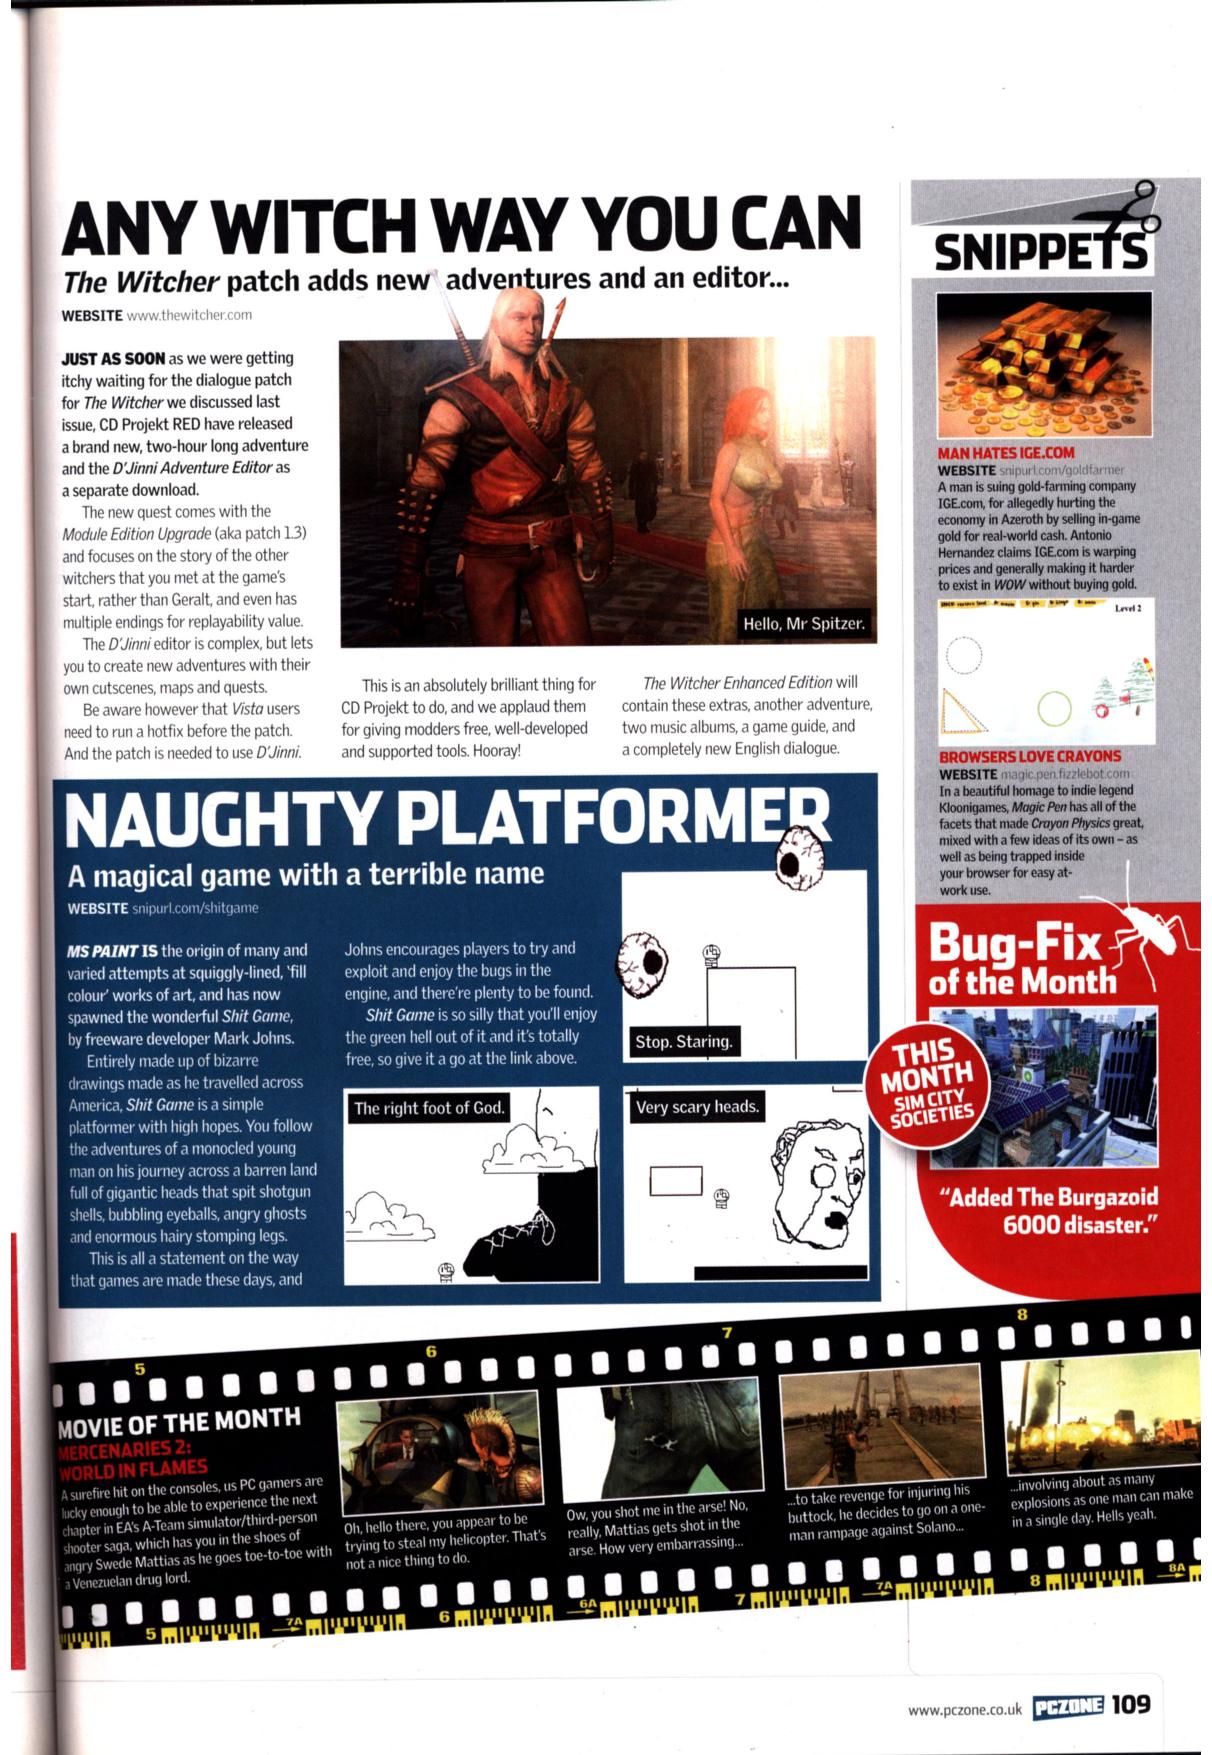 ANY WITCH WAY YOU CAN
The Witcher patch adds new adventures and an editor...
WEBSITE www.thewitcher.com
JUST AS SOON as we were getting
itchy waiting for the dialogue patch
for The Witcher we discussed last
issue, CD Projekt RED have released
a brand new, two-hour long adventure
and the D'Jinni Adventure Editor as
a separate download.
The new quest comes with the
Module Edition Upgrade (aka patch 1.3)
and focuses on the story of the other
witchers that you met at the game's
start, rather than Geralt, and even has
multiple endings for replayability value.
The D'Jinni editor is complex, but lets
you to create new adventures with their
own cutscenes, maps and quests.
Be aware however that Vista users
need to run a hotfix before the patch.
And the patch is needed to use D'Jinni.
Hello, Mr Spitzer.
This is an absolutely brilliant thing for
CD Projekt to do, and we applaud them
for giving modders free, well-developed
and supported tools. Hooray!
The Witcher Enhanced Edition will
contain these extras, another adventure,
two music albums, a game guide, and
a completely new English dialogue.
NAUGHTY PLATFORMER
A magical game with a terrible name
WEBSITE snipurl.com/shitgame
MS PAINT IS the origin of many and
varied attempts at squiggly-lined, 'fill
colour' works of art, and has now
spawned the wonderful Shit Game,
by freeware developer Mark Johns.
Entirely made up of bizarre
drawings made as he travelled across
America, Shit Game is a simple
platformer with high hopes. You follow
the adventures of a monocled young
man on his journey across a barren land
full of gigantic heads that spit shotgun
shells, bubbling eyeballs, angry ghosts
and enormous hairy stomping legs.
This is all a statement on the way
that games are made these days, and
Johns encourages players to try and
exploit and enjoy the bugs in the
engine, and there're plenty to be found.
Shit Game is so silly that you'll enjoy
the green hell out of it and it's totally
free, so give it a go at the link above.
Stop. Staring.
The right foot of God.
Very scary heads.
SNIPPETS
MAN HATES IGE.COM
WEBSITE snipurl.com/goldfarmer
A man is suing gold-farming company
IGE.com, for allegedly hurting the
economy in Azeroth by selling in-game
gold for real-world cash. Antonio
Hernandez claims IGE.com is warping
prices and generally making it harder
to exist in WOW without buying gold.
Level 2
BROWSERS LOVE CRAYONS
WEBSITE magic.pen.fizzlebot.com
In a beautiful homage to indie legend
Kloonigames, Magic Pen has all of the
facets that made Crayon Physics great,
mixed with a few ideas of its own – as
well as being trapped inside
your browser for easy at-
work use.
Bug-Fix
of the Month
THIS
MONTH
SIM CITY
SOCIETIES
"Added The Burgazoid
6000 disaster."
5
6
7
8
MOVIE OF THE MONTH
MERCENARIES 2:
WORLD IN FLAMES
A surefire hit on the consoles, us PC gamers are
lucky enough to be able to experience the next
chapter in EA's A-Team simulator/third-person
shooter saga, which has you in the shoes of
angry Swede Mattias as he goes toe-to-toe with
a Venezuelan drug lord.
Oh, hello there, you appear to be
trying to steal my helicopter. That's
not a nice thing to do.
Ow, you shot me in the arse! No,
really, Mattias gets shot in the
arse. How very embarrassing...
...to take revenge for injuring his
buttock, he decides to go on a one-
man rampage against Solano...
...involving about as many
explosions as one man can make
in a single day. Hells yeah.
5
7A
6
6A
7
7A
8
8A
www.pczone.co.uk PCZONE 109